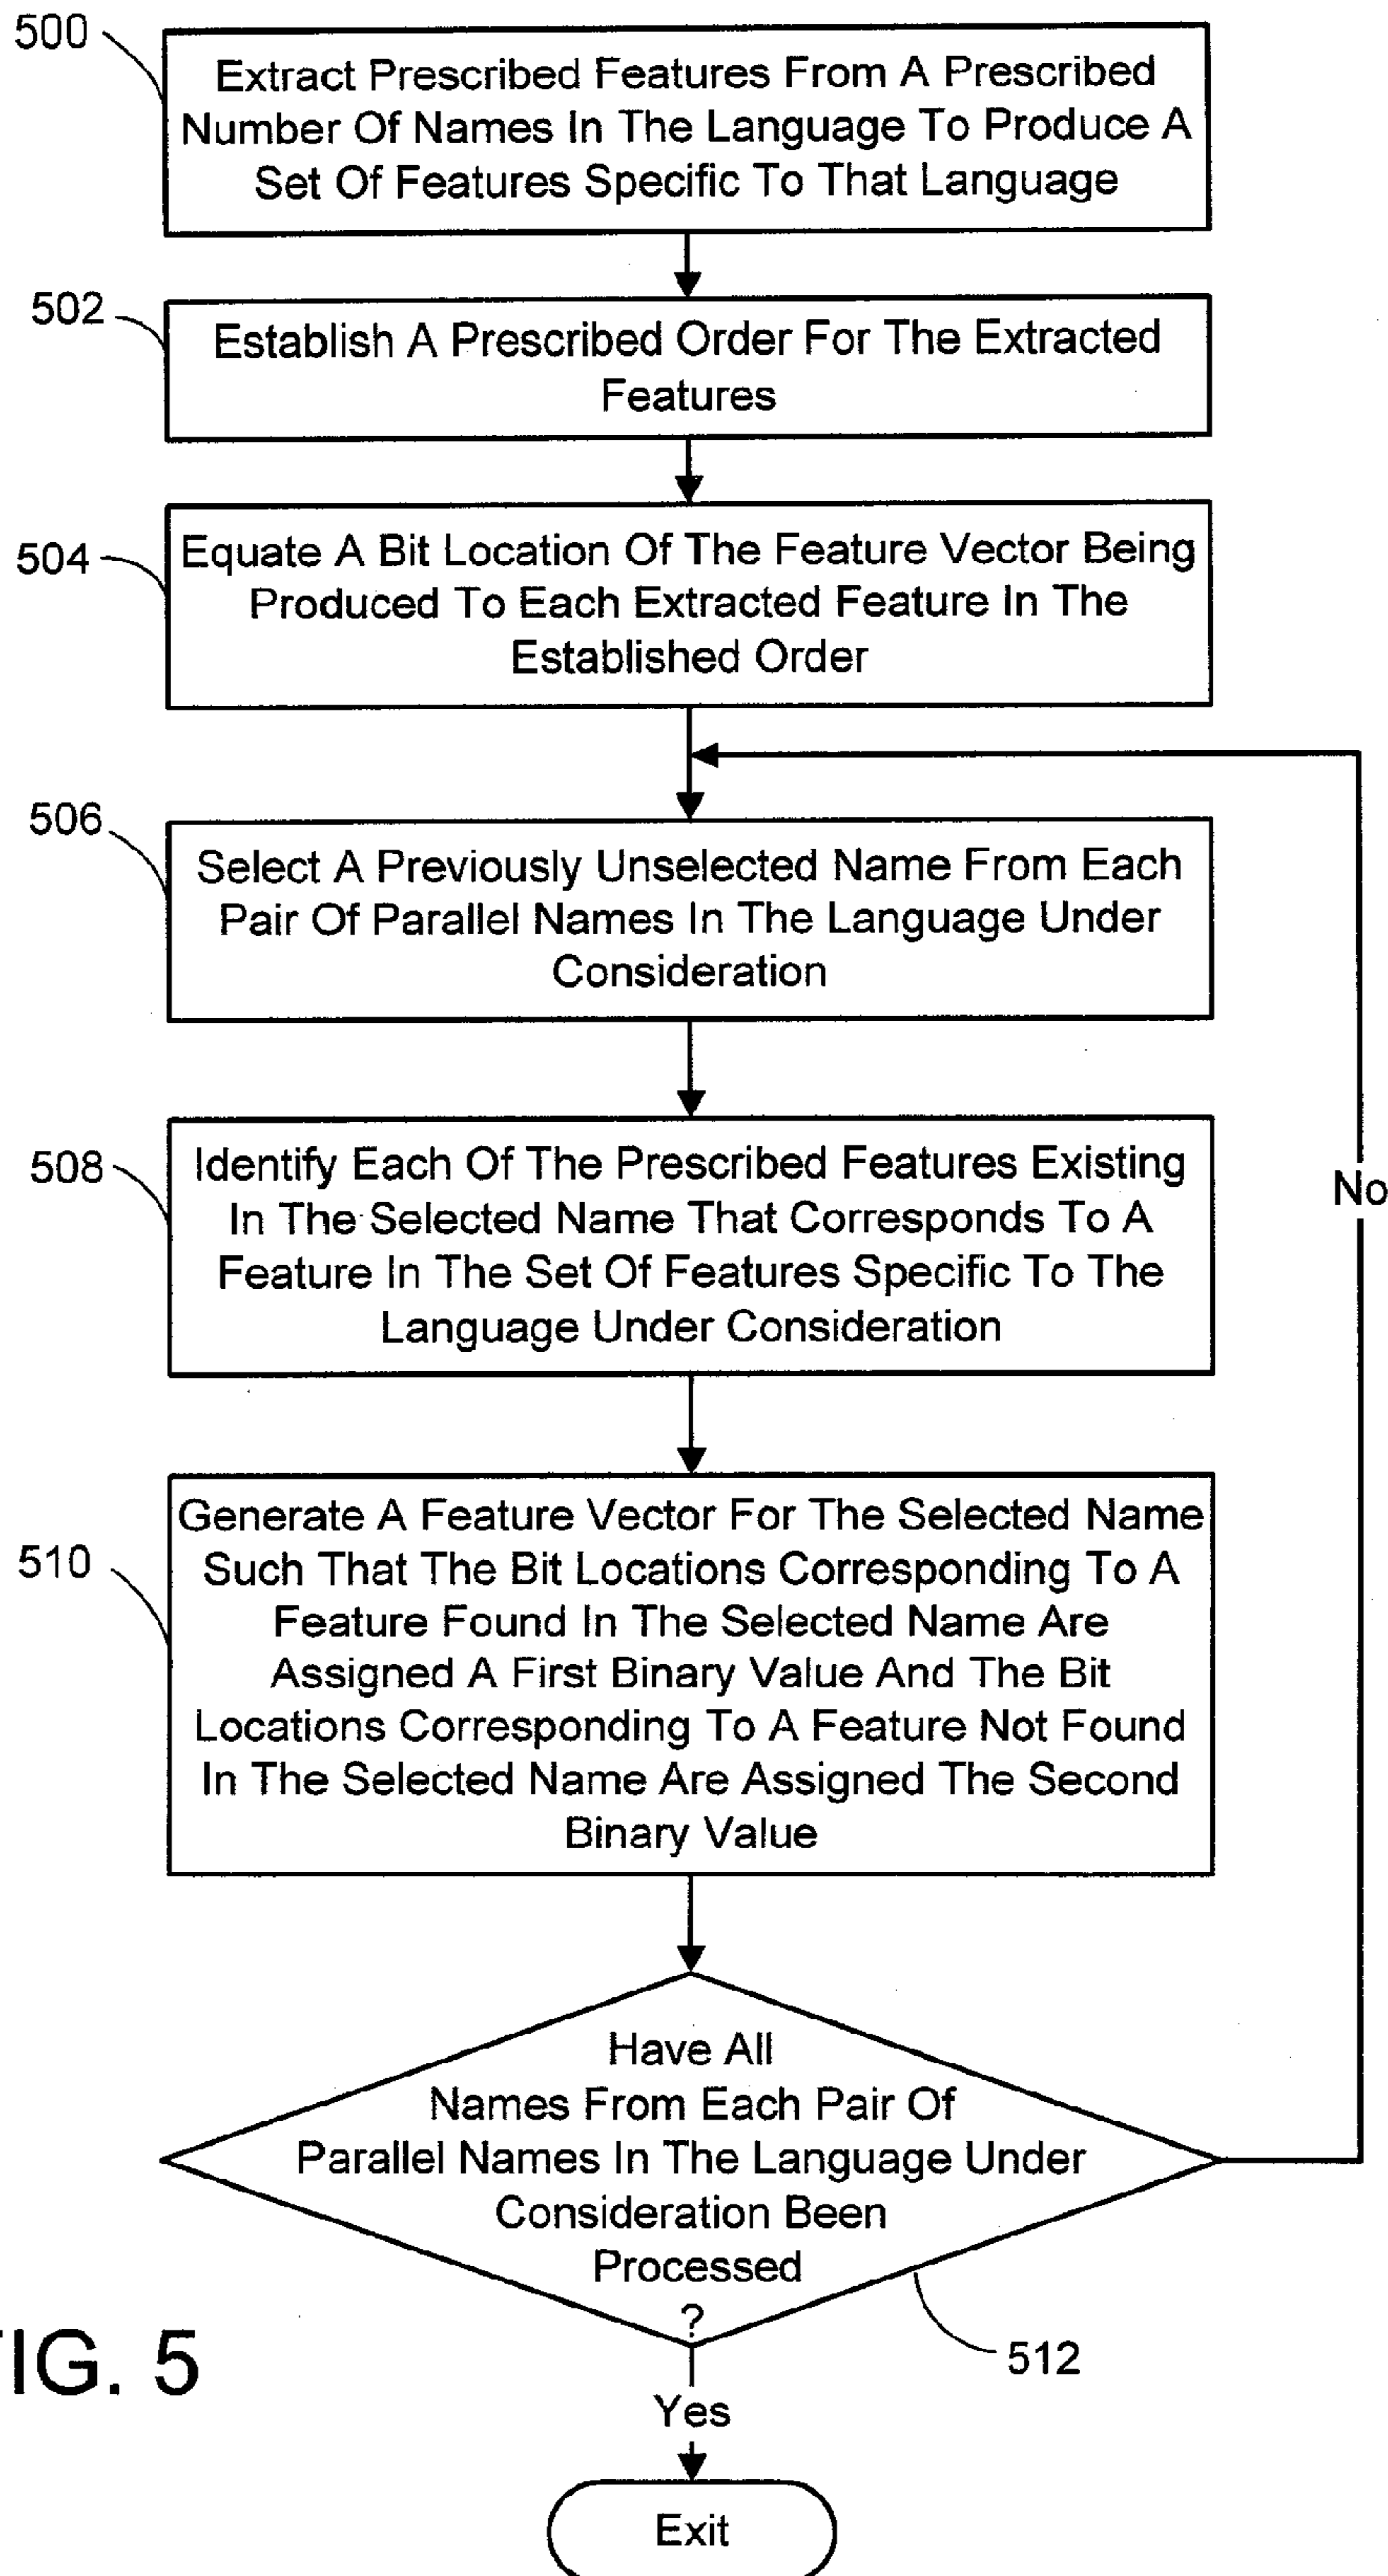 500
Extract Prescribed Features From A Prescribed
Number Of Names In The Language To Produce A
Set Of Features Specific To That Language
502
Establish A Prescribed Order For The Extracted
Features
504
Equate A Bit Location Of The Feature Vector Being
Produced To Each Extracted Feature In The
Established Order
506
Select A Previously Unselected Name From Each
Pair Of Parallel Names In The Language Under
Consideration
508
Identify Each Of The Prescribed Features Existing
In The Selected Name That Corresponds To A
Feature In The Set Of Features Specific To The
Language Under Consideration
No
510
Generate A Feature Vector For The Selected Name
Such That The Bit Locations Corresponding To A
Feature Found In The Selected Name Are
Assigned A First Binary Value And The Bit
Locations Corresponding To A Feature Not Found
In The Selected Name Are Assigned The Second
Binary Value
Have All
Names From Each Pair Of
Parallel Names In The Language Under
Consideration Been
Processed
?
512
IG. 5
Yes
Exit